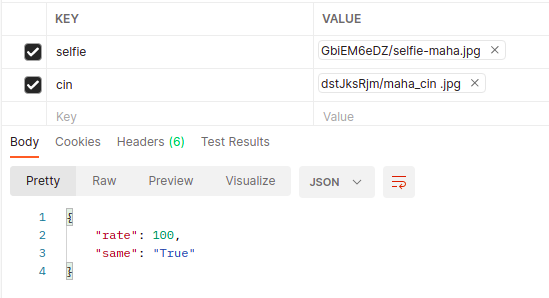 KEY VALUE
selfie GbiEM6eDZ/selfie-maha.jpg
cin dstJksRjm/maha_cin .jpg
Key Value
Body Cookies Headers (6) Test Results
Pretty Raw Preview Visualize JSON
1 {
2 "rate": 100,
3 "same": "True"
4 }